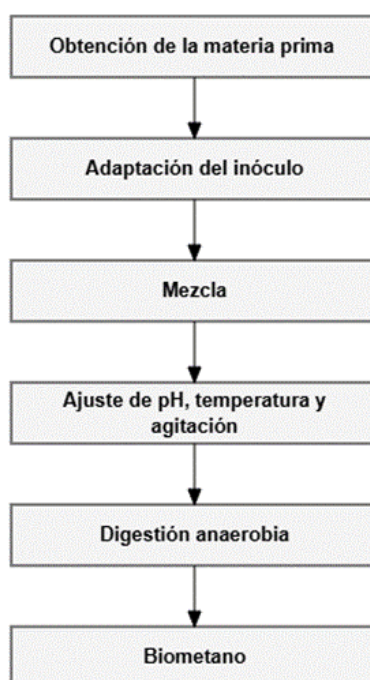 Obtención de la materia prima
Adaptación del inóculo
Mezcla
Ajuste de pH, temperatura y
agitación
Digestión anaerobia
Biometano